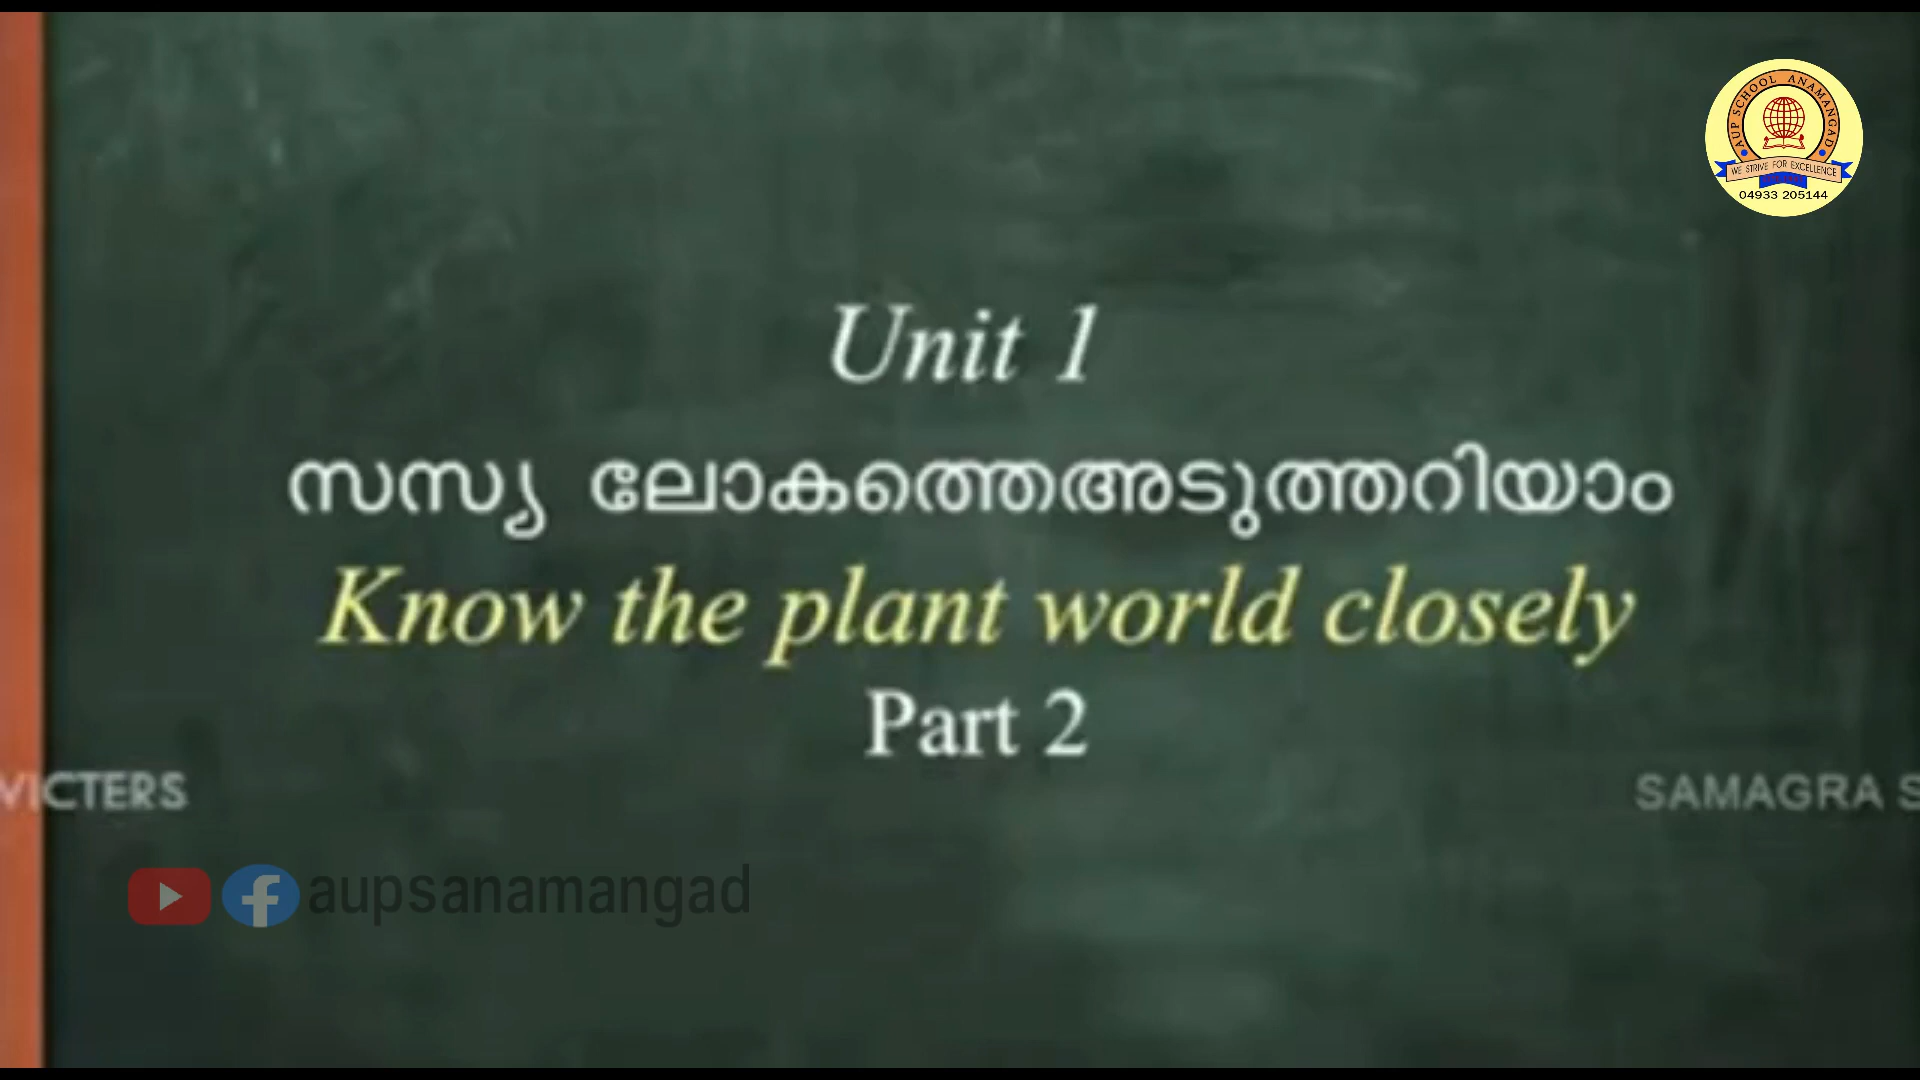 AUP SCHOOL ANAMANGAD
WE STRIVE FOR EXCELLENCE
04933 205144
Unit 1
സസ്യ ലോകത്തെഅടുത്തറിയാം
Know the plant world closely
Part 2
VICTERS
SAMAGRA S
aupsanamangad